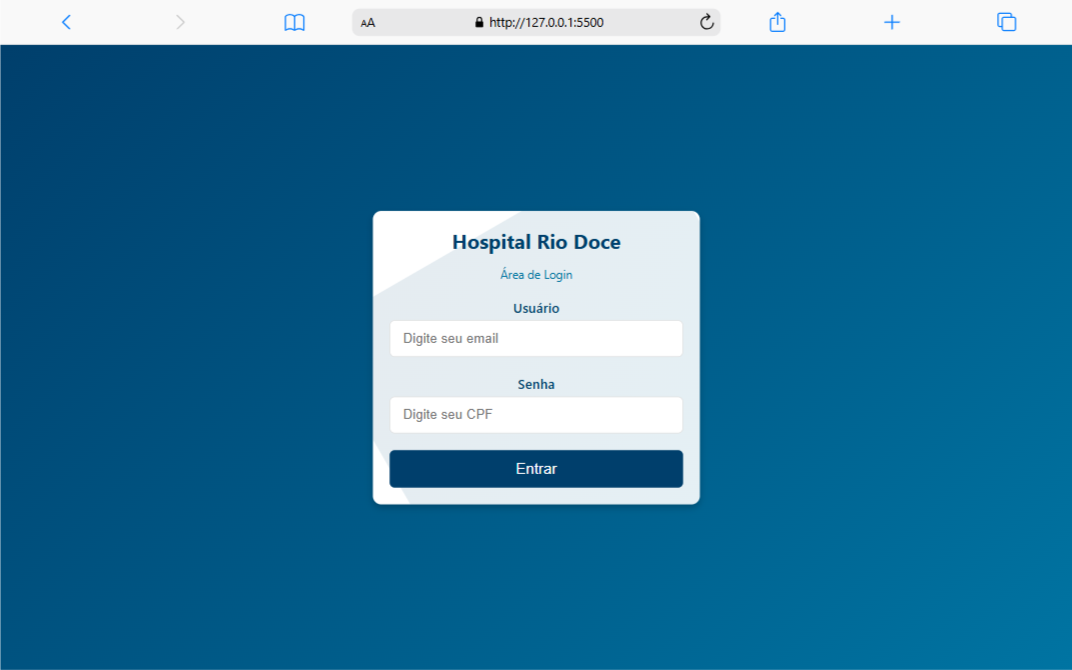 AA http://127.0.0.1:5500
Hospital Rio Doce
Área de Login
Usuário
Digite seu email
Senha
Digite seu CPF
Entrar